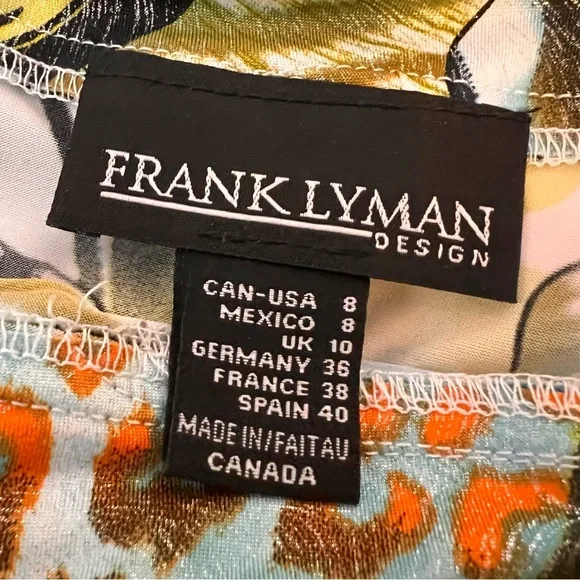 FRANK LYMAN
DESIGN
CAN-USA 8
MEXICO 8
UK 10
GERMANY 36
FRANCE 38
SPAIN 40
MADE IN/FAIT AU
CANADA